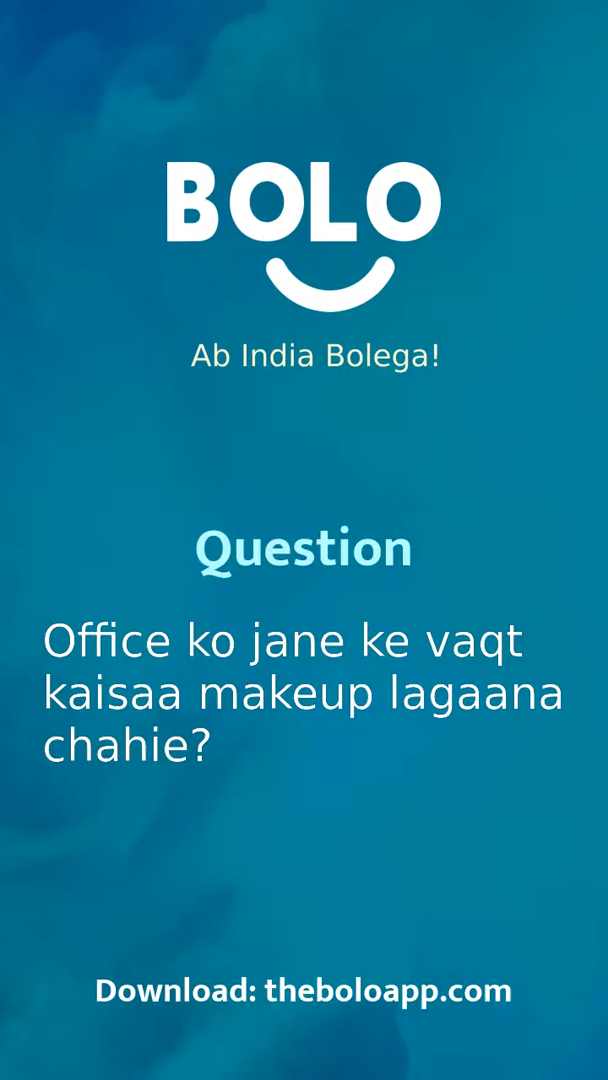 BOLO
Ab India Bolega!
Question
Office ko jane ke vaqt
kaisaa makeup lagaana
chahie?
Download: theboloapp.com